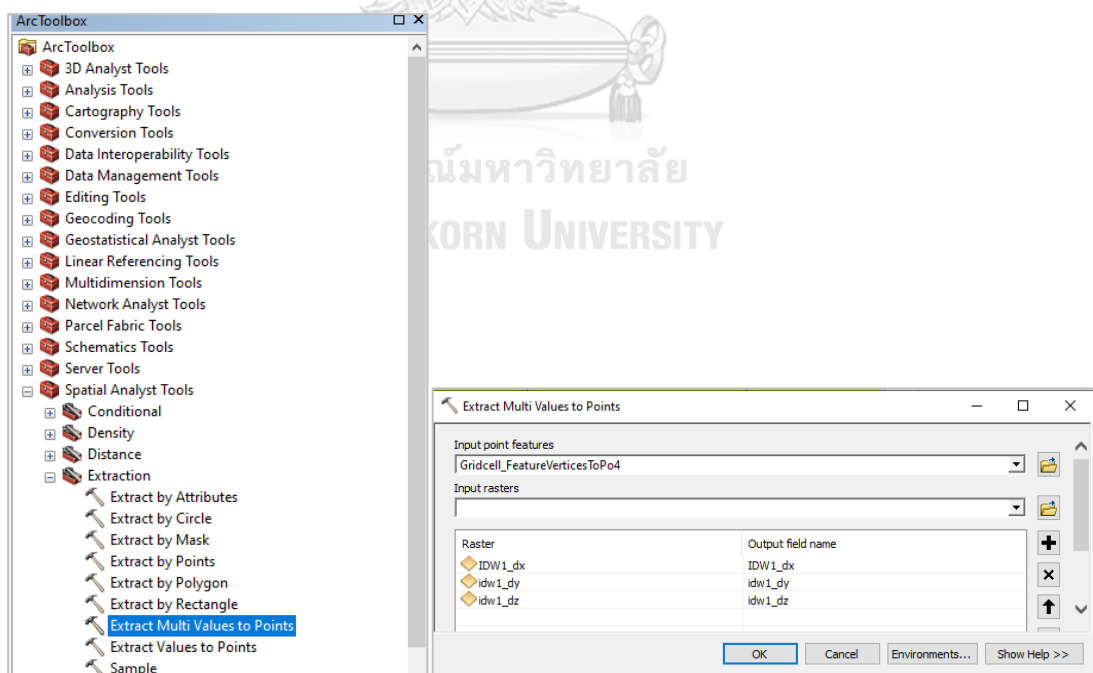 ArcToolbox
ArcToolbox
3D Analyst Tools
Analysis Tools
Cartography Tools
Conversion Tools
Data Interoperability Tools
Data Management Tools
Editing Tools
Geocoding Tools
Geostatistical Analyst Tools
Linear Referencing Tools
Multidimension Tools
Network Analyst Tools
Parcel Fabric Tools
Schematics Tools
Server Tools
Spatial Analyst Tools
Conditional
Density
Distance
Extraction
Extract by Attributes
Extract by Circle
Extract by Mask
Extract by Points
Extract by Polygon
Extract by Rectangle
Extract Multi Values to Points
Extract Values to Points
Sample
ณ์มหาวิทยาลัย
KORN UNIVERSITY
Extract Multi Values to Points
Input point features
Gridcell_FeatureVerticesToPo4
Input rasters
Raster Output field name
IDW1_dx IDW1_dx
idw1_dy idw1_dy
idw1_dz idw1_dz
OK Cancel Environments... Show Help >>